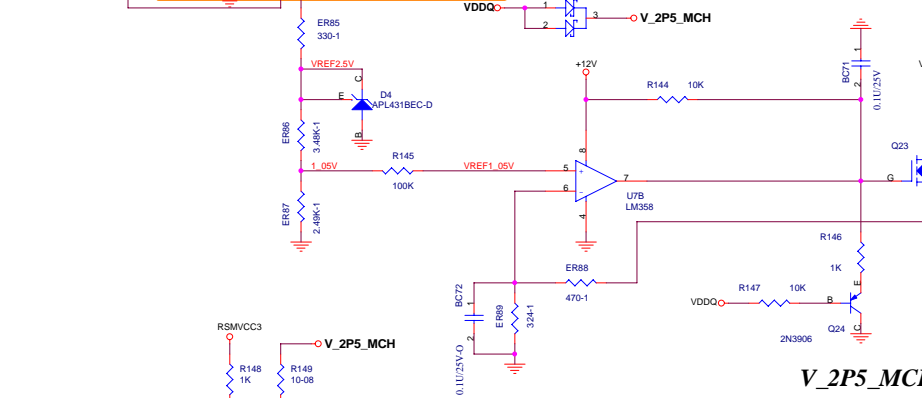 VDDQ
1
2
3
V_2P5_MCH
ER85
330-1
VREF2.5V
C
E
D4
APL431BEC-D
B
ER86
3.48K-1
1_05V
R145
100K
VREF1_05V
ER87
2.49K-1
+12V
R144 10K
BC71
1
2
0.1U/25V
8
5
+
6
-
7
4
U7B
LM358
Q23
G
R146
1K
ER88
470-1
BC72
1
2
0.1U/25V-O
ER89
324-1
VDDQ
R147 10K
B
E
C
Q24
2N3906
RSMVCC3
V_2P5_MCH
R148
1K
R149
10-08